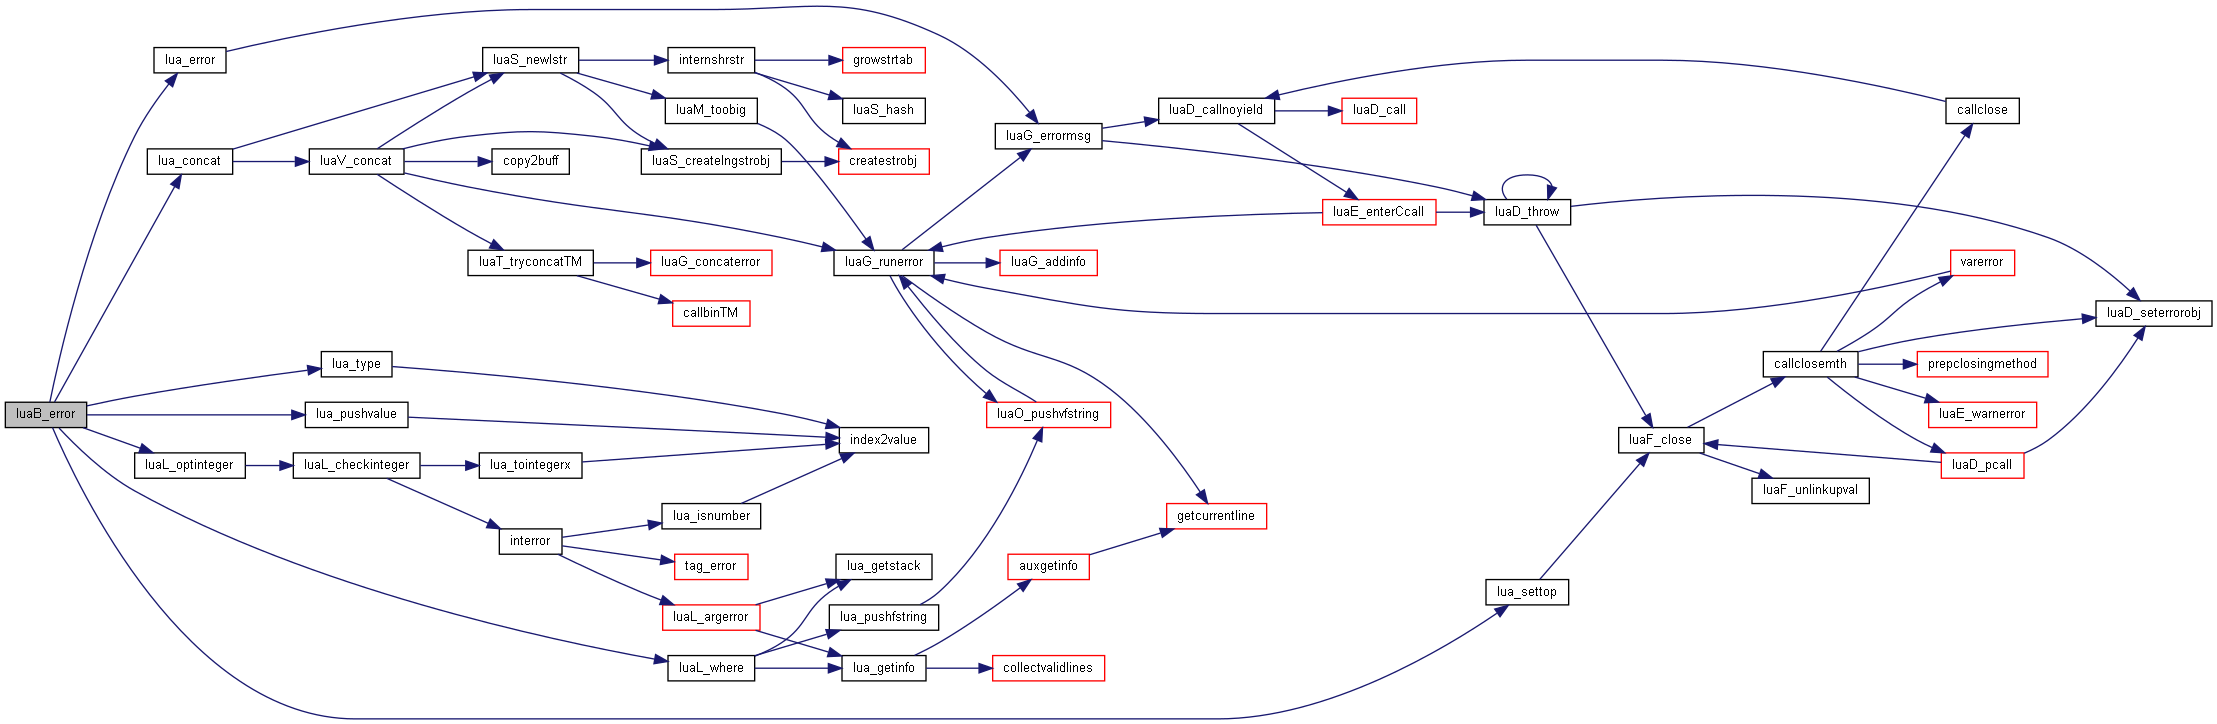 lua_error
luaS_newlstr
internshrstr
growstrtab
luaM_toobig
luaS_hash
luaD_callnoyield
luaD_call
callclose
luaG_errormsg
lua_concat
luaV_concat
copy2buff
luaS_createlngstrobj
createstrobj
luaE_enterCcall
luaD_throw
luaT_tryconcatTM
luaG_concaterror
luaG_runerror
luaG_addinfo
varerror
callbinTM
luaD_seterrorobj
lua_type
callclosemth
prepclosingmethod
luaB_error
lua_pushvalue
luaO_pushvfstring
luaE_warnerror
index2value
luaF_close
luaL_optinteger
luaL_checkinteger
lua_tointegerx
luaD_pcall
luaF_unlinkupval
lua_isnumber
getcurrentline
interror
tag_error
lua_getstack
auxgetinfo
lua_settop
luaL_argerror
lua_pushfstring
luaL_where
lua_getinfo
collectvalidlines